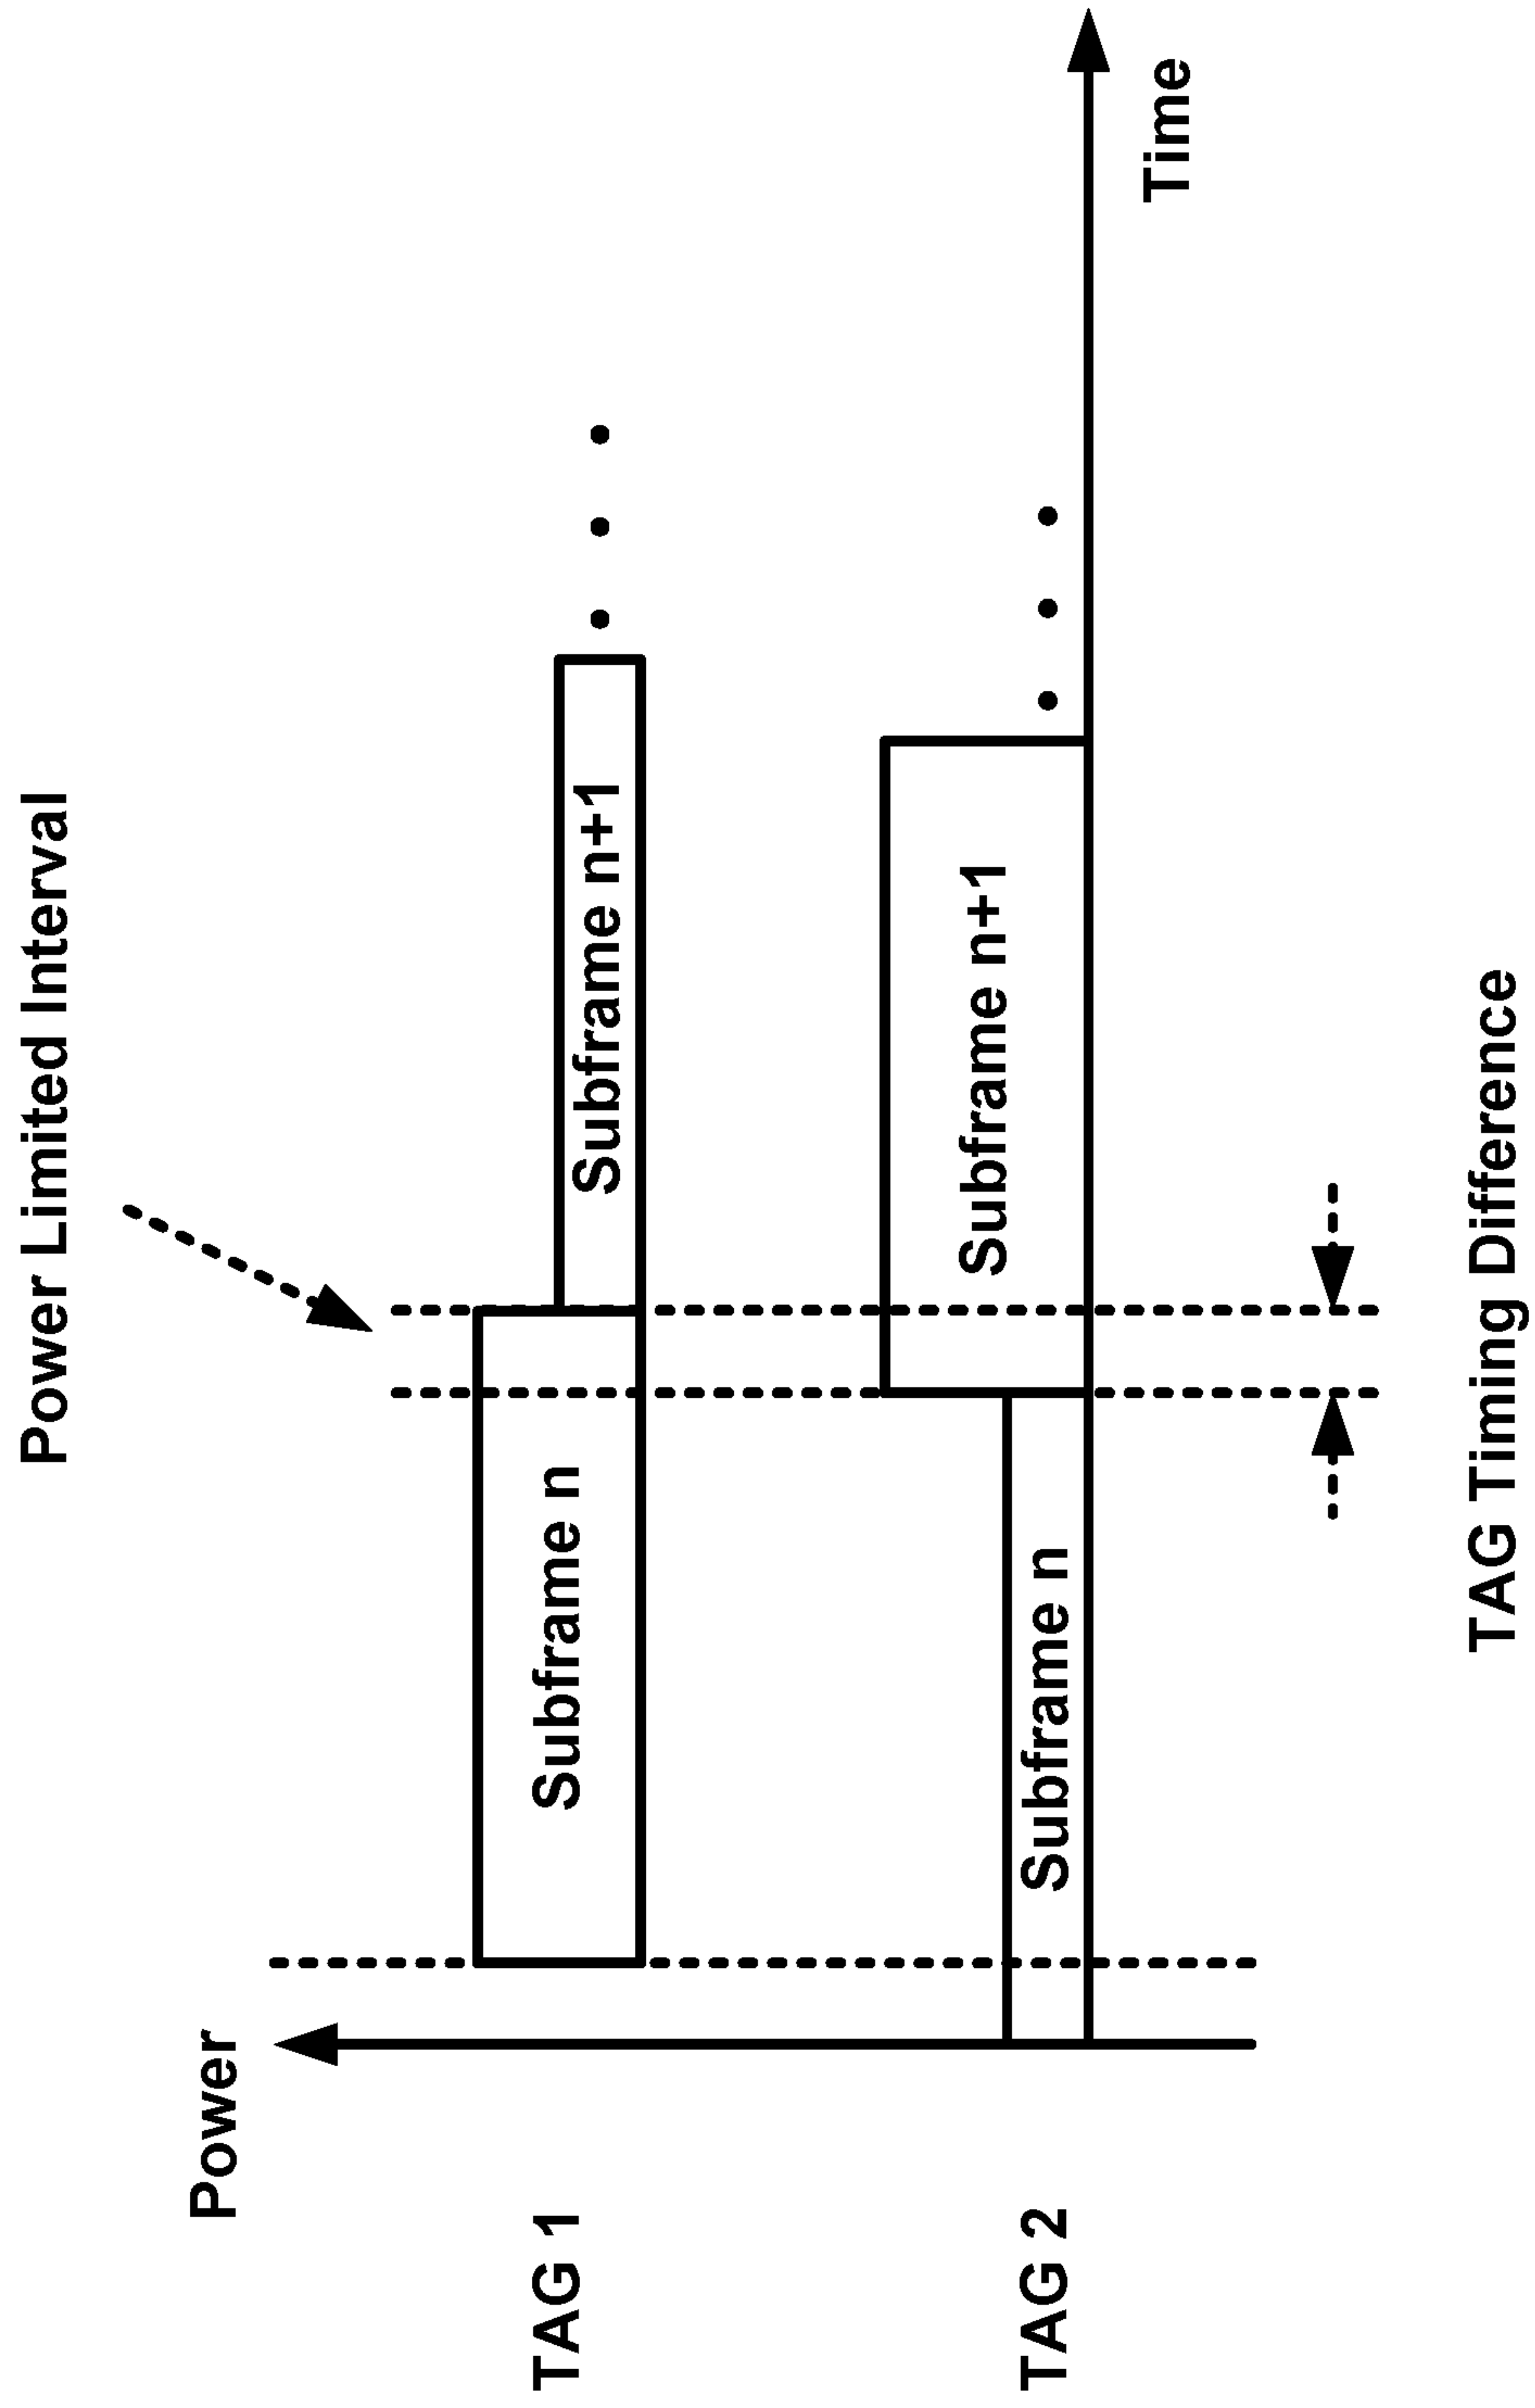 Power Limited Interval
Power
TAG 1
Subframe n
Subframe n+1
TAG 2
Subframe n
Subframe n+1
Time
TAG Timing Difference